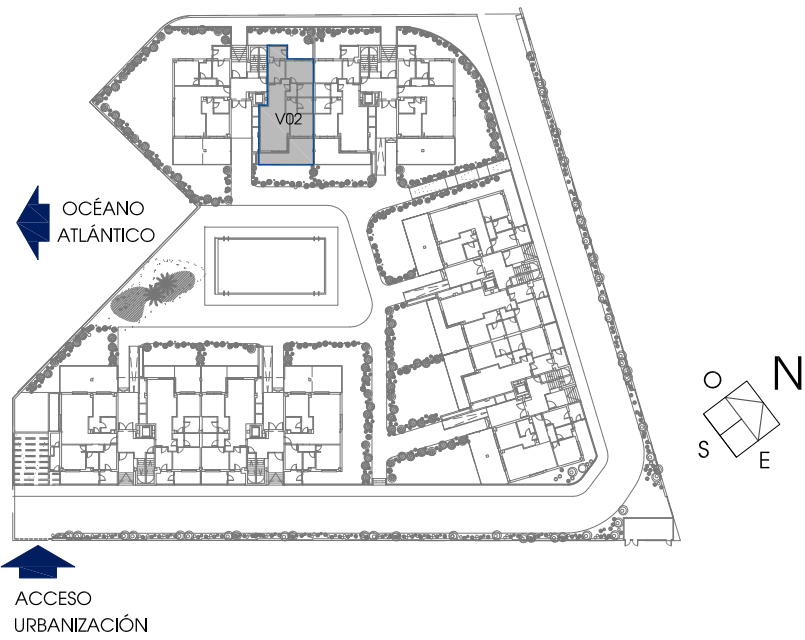 V02
OCÉANO
ATLÁNTICO
O
N
S
E
ACCESO
URBANIZACIÓN